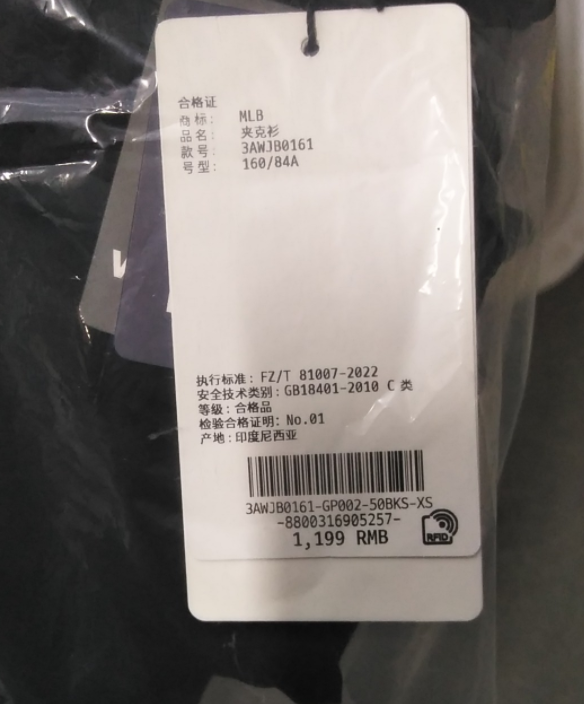 合格证
商标: MLB
品名: 夹克衫
款号: 3AWJB0161
号型: 160/84A
执行标准: FZ/T 81007-2022
安全技术类别: GB18401-2010 C 类
等级: 合格品
检验合格证明: No.01
产地: 印度尼西亚
3AWJB0161-GP002-50BKS-XS
-8800316905257-
1,199 RMB
RFID